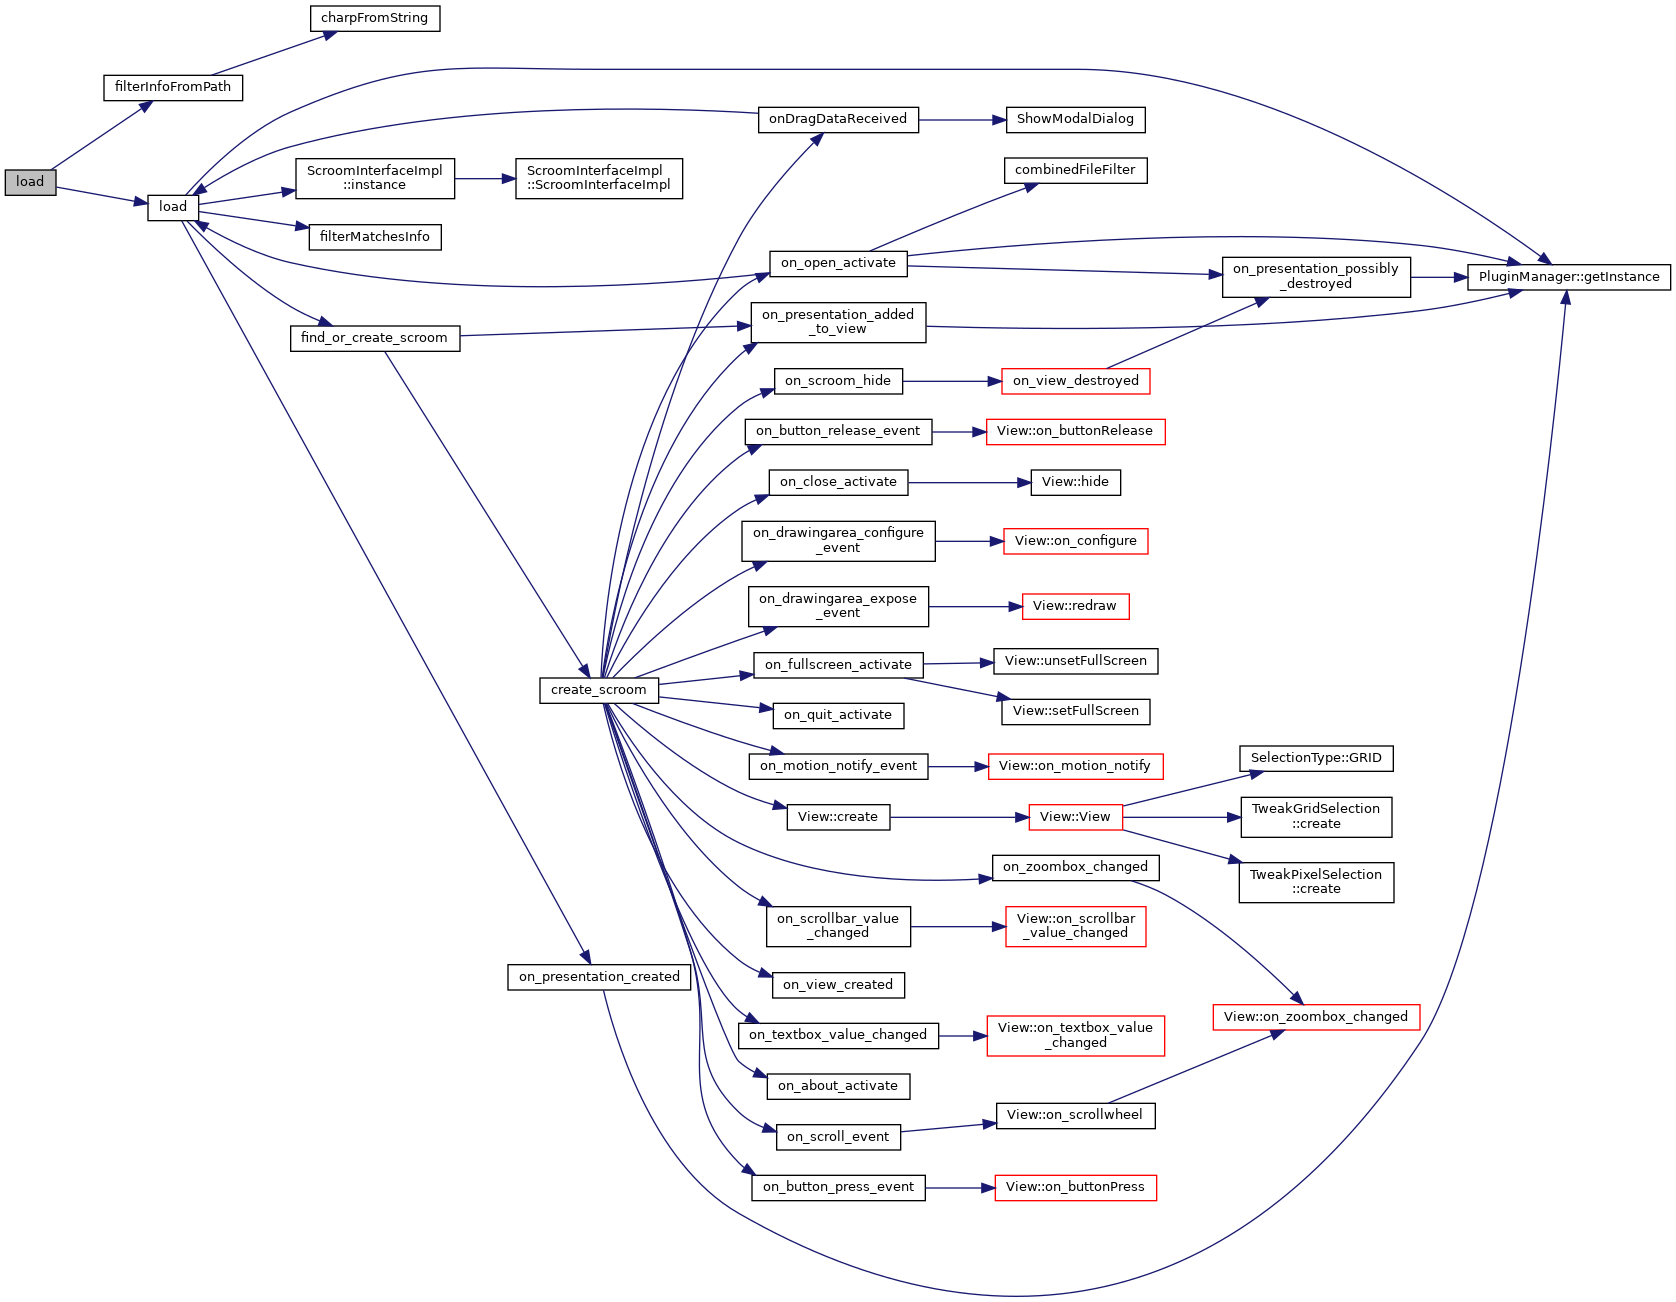 charpFromString
filterInfoFromPath
load
load
ScroomInterfaceImpl
::instance
ScroomInterfaceImpl
::ScroomInterfaceImpl
filterMatchesInfo
find_or_create_scroom
onDragDataReceived
ShowModalDialog
combinedFileFilter
on_open_activate
on_presentation_possibly
_destroyed
PluginManager::getInstance
on_presentation_added
_to_view
on_scroom_hide
on_view_destroyed
on_button_release_event
View::on_buttonRelease
on_close_activate
View::hide
on_drawingarea_configure
_event
View::on_configure
on_drawingarea_expose
_event
View::redraw
on_fullscreen_activate
View::unsetFullScreen
View::setFullScreen
create_scroom
on_quit_activate
on_motion_notify_event
View::on_motion_notify
View::create
View::View
SelectionType::GRID
TweakGridSelection
::create
TweakPixelSelection
::create
on_zoombox_changed
on_scrollbar_value
_changed
View::on_scrollbar
_value_changed
on_presentation_created
on_view_created
on_textbox_value_changed
View::on_textbox_value
_changed
View::on_zoombox_changed
on_about_activate
on_scroll_event
View::on_scrollwheel
on_button_press_event
View::on_buttonPress